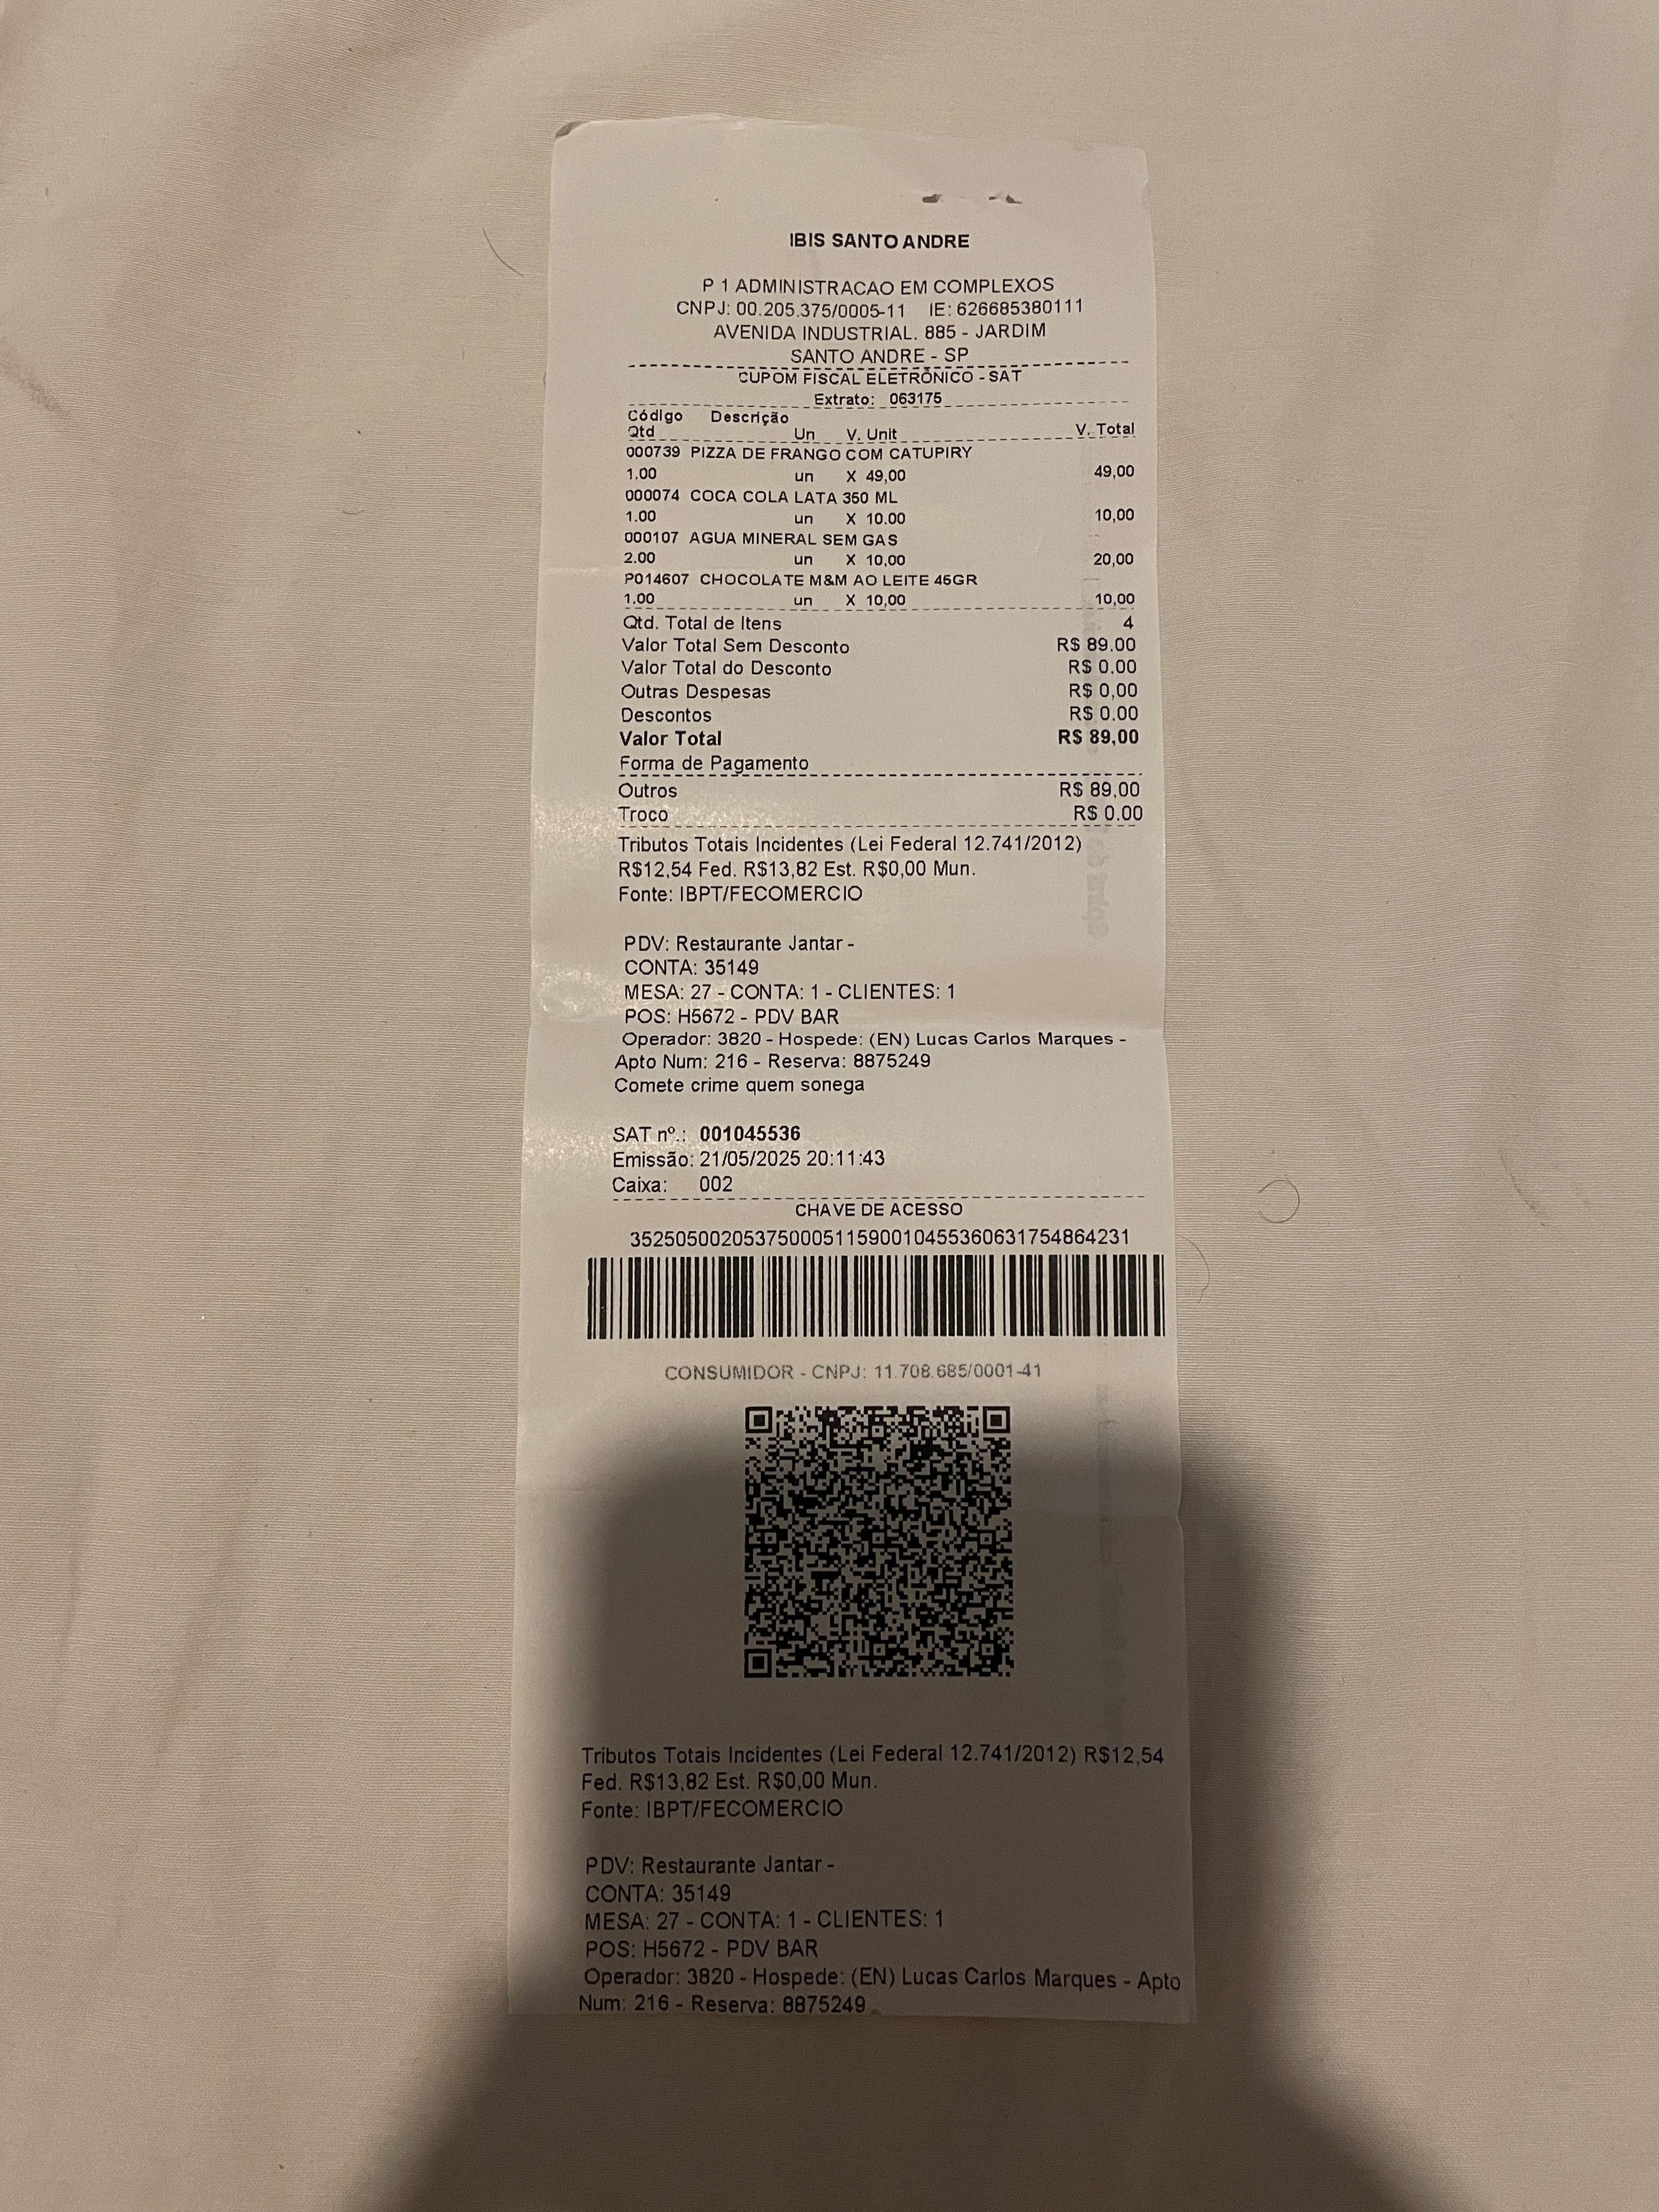 IBIS SANTO ANDRE
P 1 ADMINISTRACAO EM COMPLEXOS
CNPJ: 00.205.375/0005-11 IE: 626685380111
AVENIDA INDUSTRIAL. 885 - JARDIM
SANTO ANDRE - SP
CUPOM FISCAL ELETRÔNICO - SAT
Extrato: 063175
Código Descrição
Qtd Un V. Unit V. Total
000739 PIZZA DE FRANGO COM CATUPIRY
1.00 un X 49,00 49,00
000074 COCA COLA LATA 350 ML
1.00 un X 10.00 10,00
000107 AGUA MINERAL SEM GAS
2.00 un X 10,00 20,00
P014607 CHOCOLATE M&M AO LEITE 45GR
1.00 un X 10,00 10,00
Qtd. Total de Itens 4
Valor Total Sem Desconto R$ 89.00
Valor Total do Desconto R$ 0.00
Outras Despesas R$ 0,00
Descontos R$ 0.00
Valor Total R$ 89,00
Forma de Pagamento
Outros R$ 89,00
Troco R$ 0.00
Tributos Totais Incidentes (Lei Federal 12.741/2012)
R$12,54 Fed. R$13,82 Est. R$0,00 Mun.
Fonte: IBPT/FECOMERCIO
PDV: Restaurante Jantar -
CONTA: 35149
MESA: 27 - CONTA: 1 - CLIENTES: 1
POS: H5672 - PDV BAR
Operador: 3820 - Hospede: (EN) Lucas Carlos Marques -
Apto Num: 216 - Reserva: 8875249
Comete crime quem sonega
SAT nº.: 001045536
Emissão: 21/05/2025 20:11:43
Caixa: 002
CHAVE DE ACESSO
35250500205375000511590010455360631754864231
CONSUMIDOR - CNPJ: 11.708.685/0001-41
Tributos Totais Incidentes (Lei Federal 12.741/2012) R$12,54
Fed. R$13,82 Est. R$0,00 Mun.
Fonte: IBPT/FECOMERCIO
PDV: Restaurante Jantar -
CONTA: 35149
MESA: 27 - CONTA: 1 - CLIENTES: 1
POS: H5672 - PDV BAR
Operador: 3820 - Hospede: (EN) Lucas Carlos Marques - Apto
Num: 216 - Reserva: 8875249